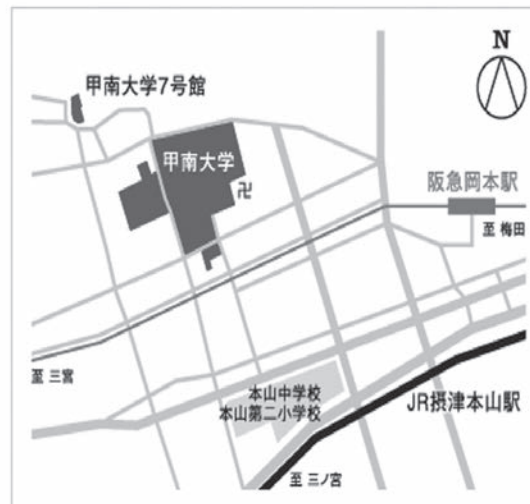 N
甲南大学7号館
甲南大学
卍
阪急岡本駅
至 梅田
至 三宮
本山中学校
本山第二小学校
JR摂津本山駅
至 三ノ宮